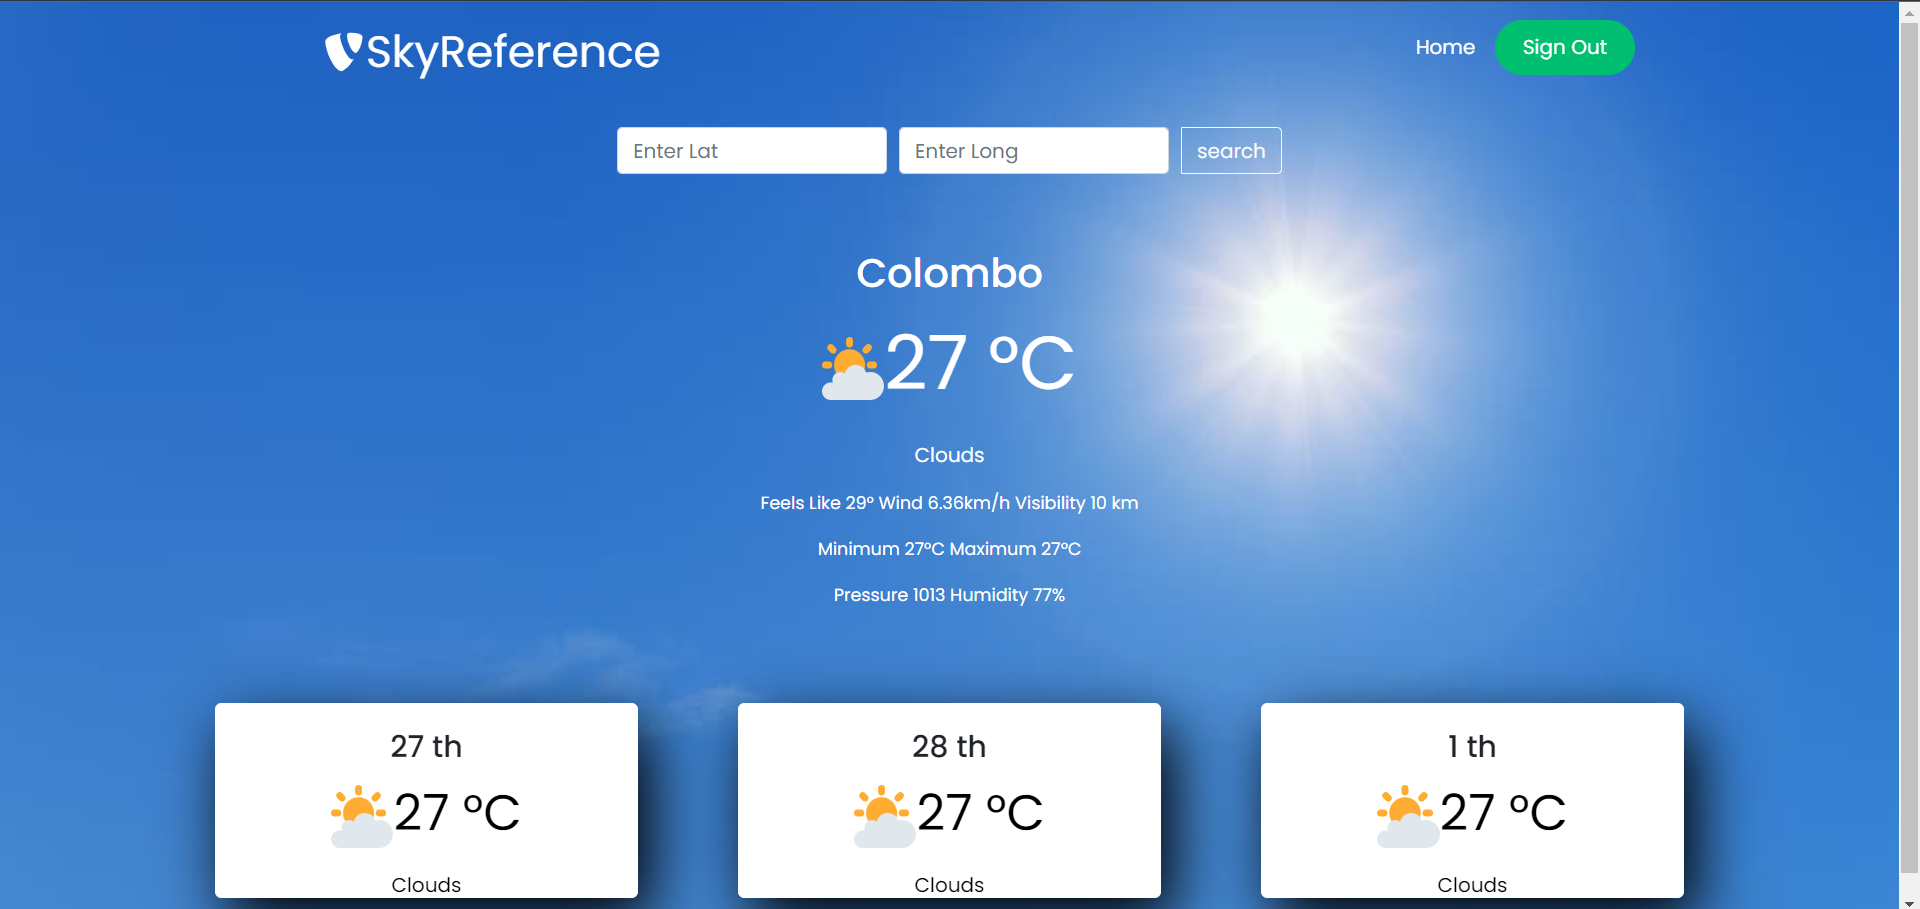 SkyReference
Home
Sign Out
Enter Lat
Enter Long
search
Colombo
27 °C
Clouds
Feels Like 29° Wind 6.36km/h Visibility 10 km
Minimum 27°C Maximum 27°C
Pressure 1013 Humidity 77%
27 th
27 °C
Clouds
28 th
27 °C
Clouds
1 th
27 °C
Clouds